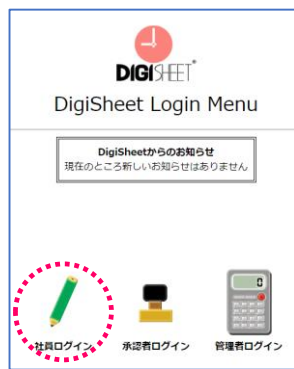 DIGISHEET
DigiSheet Login Menu
DigiSheetからのお知らせ
現在のところ新しいお知らせはありません
0
社員ログイン
承認者ログイン
管理者ログイン